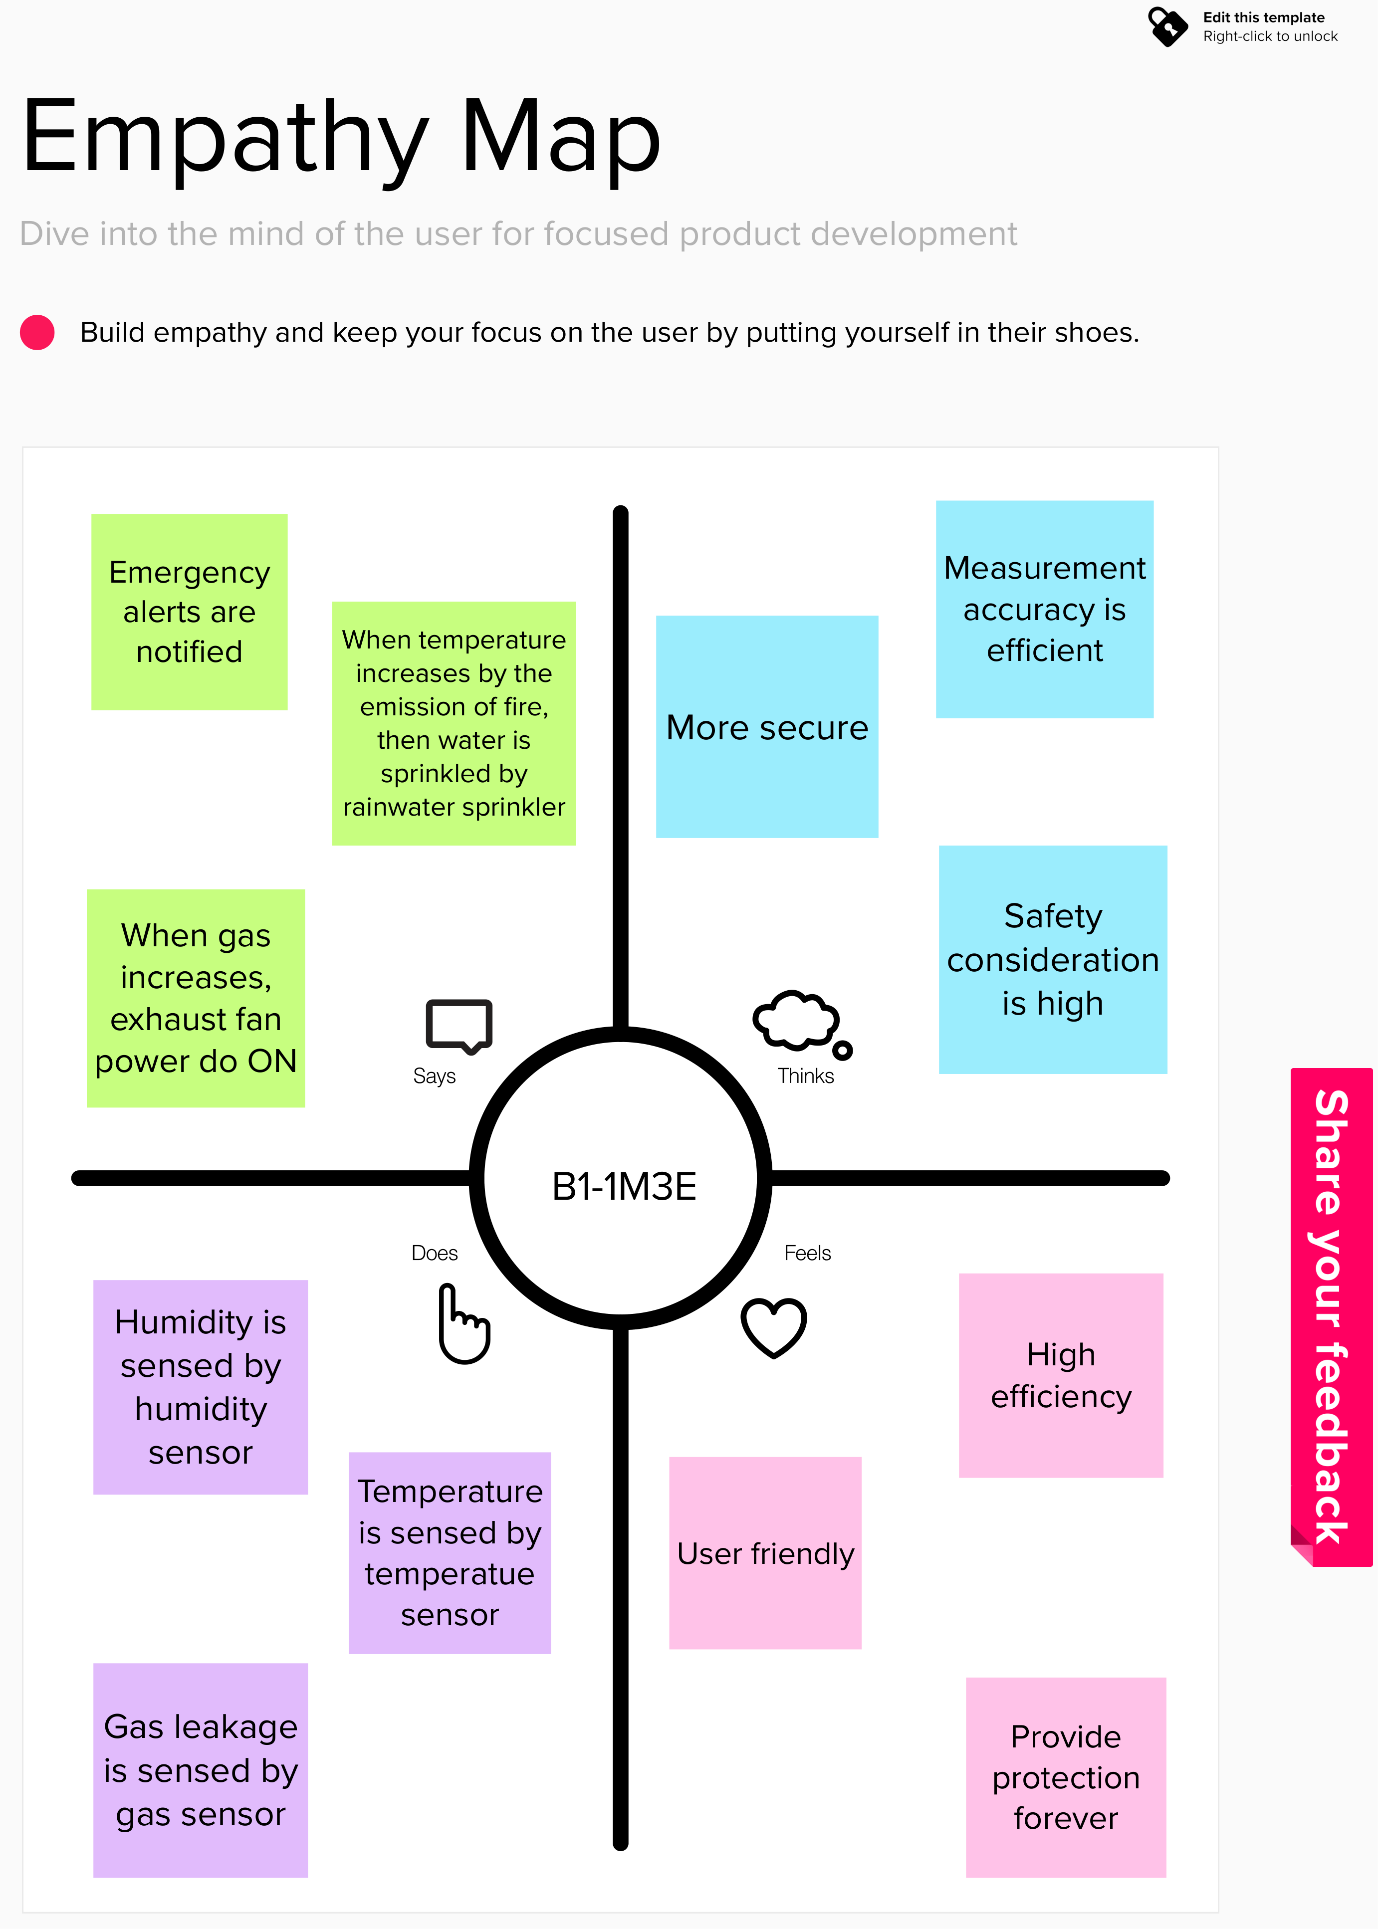 Edit this template
Right-click to unlock
Empathy Map
Dive into the mind of the user for focused product development
Build empathy and keep your focus on the user by putting yourself in their shoes.
Emergency
alerts are
notified
When temperature
increases by the
emission of fire,
then water is
sprinkled by
rainwater sprinkler
When gas
increases,
exhaust fan
power do ON
Says
More secure
Measurement
accuracy is
efficient
Safety
consideration
is high
Thinks
B1-1M3E
Does
Humidity is
sensed by
humidity
sensor
Temperature
is sensed by
temperatue
sensor
Gas leakage
is sensed by
gas sensor
Feels
High
efficiency
User friendly
Provide
protection
forever
Share your feedback